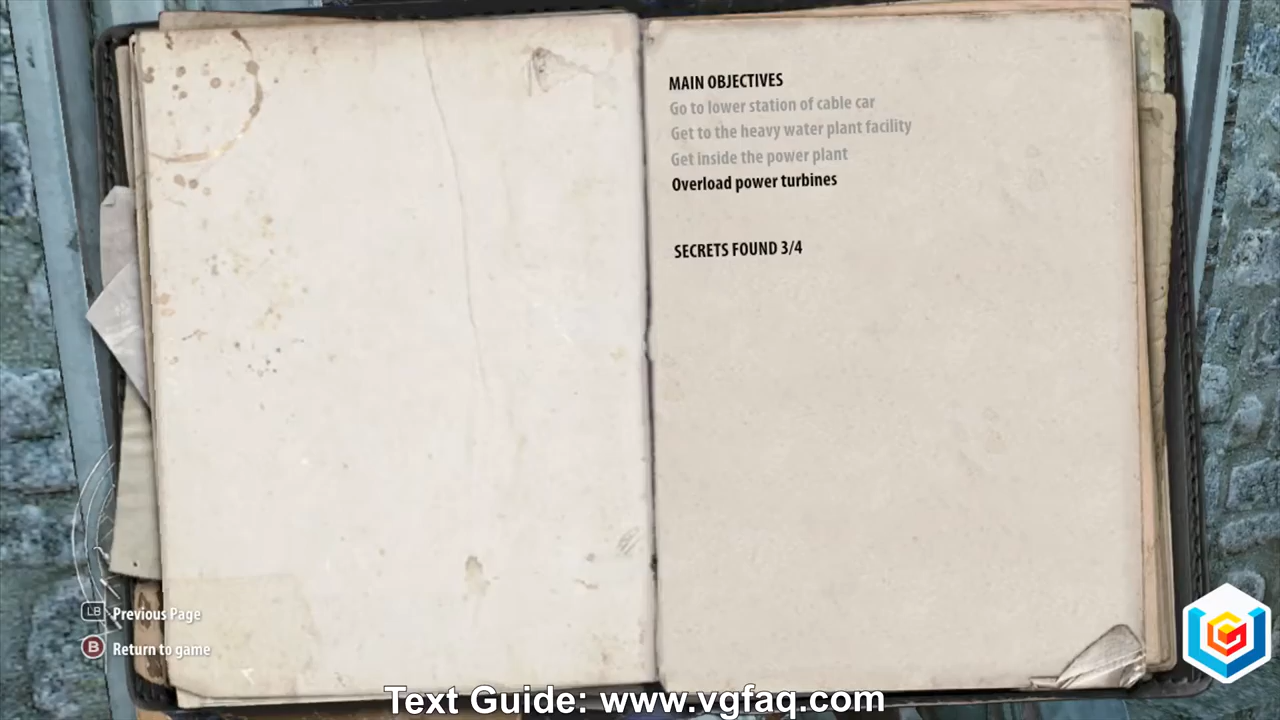 MAIN OBJECTIVES
Go to lower station of cable car
Get to the heavy water plant facility
Get inside the power plant
Overload power turbines
SECRETS FOUND 3/4
LB Previous Page
B Return to game
Text Guide: www.vgfaq.com